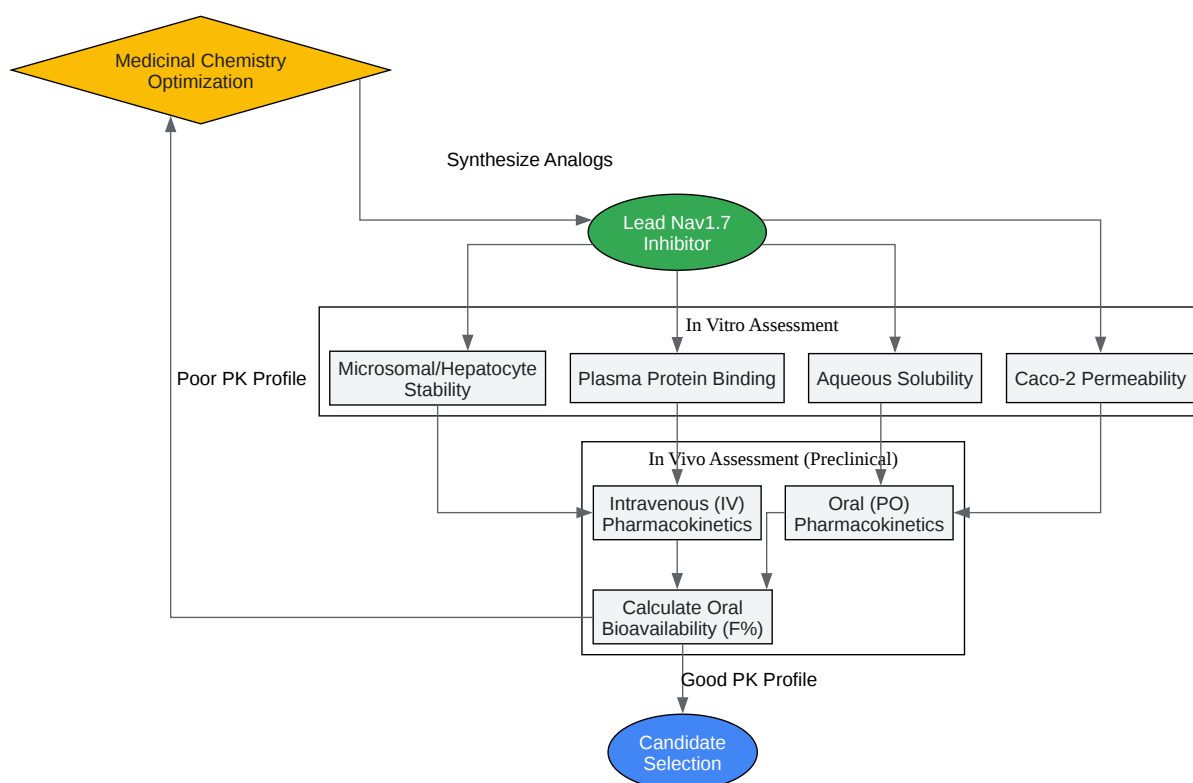 Medicinal Chemistry
Optimization
Synthesize Analogs
Lead Nav1.7
Inhibitor
In Vitro Assessment
Poor PK Profile
Microsomal/Hepatocyte
Stability
Plasma Protein Binding
Aqueous Solubility
Caco-2 Permeability
In Vivo Assessment (Preclinical)
Intravenous (IV)
Pharmacokinetics
Oral (PO)
Pharmacokinetics
Calculate Oral
Bioavailability (F%)
Good PK Profile
Candidate
Selection